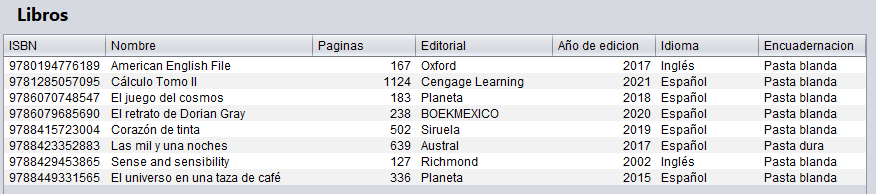 Libros
ISBN Nombre Paginas Editorial Año de edicion Idioma Encuadernacion
9780194776189 American English File 167 Oxford 2017 Inglés Pasta blanda
9781285057095 Cálculo Tomo II 1124 Cengage Learning 2021 Español Pasta blanda
9786070748547 El juego del cosmos 183 Planeta 2018 Español Pasta blanda
9786079685690 El retrato de Dorian Gray 238 BOEKMEXICO 2020 Español Pasta blanda
9788415723004 Corazón de tinta 502 Siruela 2019 Español Pasta blanda
9788423352883 Las mil y una noches 639 Austral 2017 Español Pasta dura
9788429453865 Sense and sensibility 127 Richmond 2002 Inglés Pasta blanda
9788449331565 El universo en una taza de café 336 Planeta 2015 Español Pasta blanda